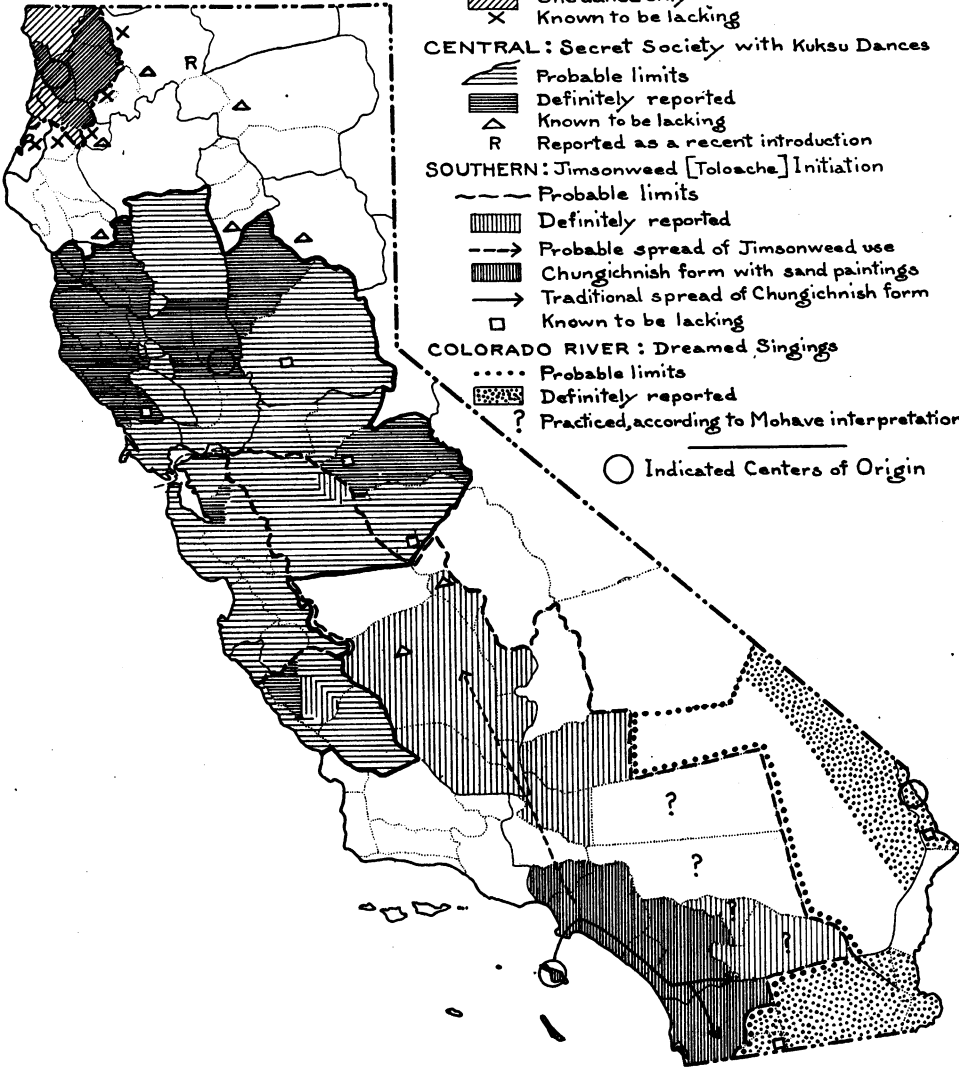 Known to be lacking
CENTRAL: Secret Society with Kuksu Dances
Probable limits
Definitely reported
Known to be lacking
R Reported as a recent introduction
SOUTHERN: Jimsonweed [Toloache] Initiation
Probable limits
Definitely reported
Probable spread of Jimsonweed use
Chungichnish form with sand paintings
Traditional spread of Chungichnish form
Known to be lacking
COLORADO RIVER: Dreamed Singings
Probable limits
Definitely reported
? Practiced, according to Mohave interpretation
Indicated Centers of Origin
R
?
?
?
?